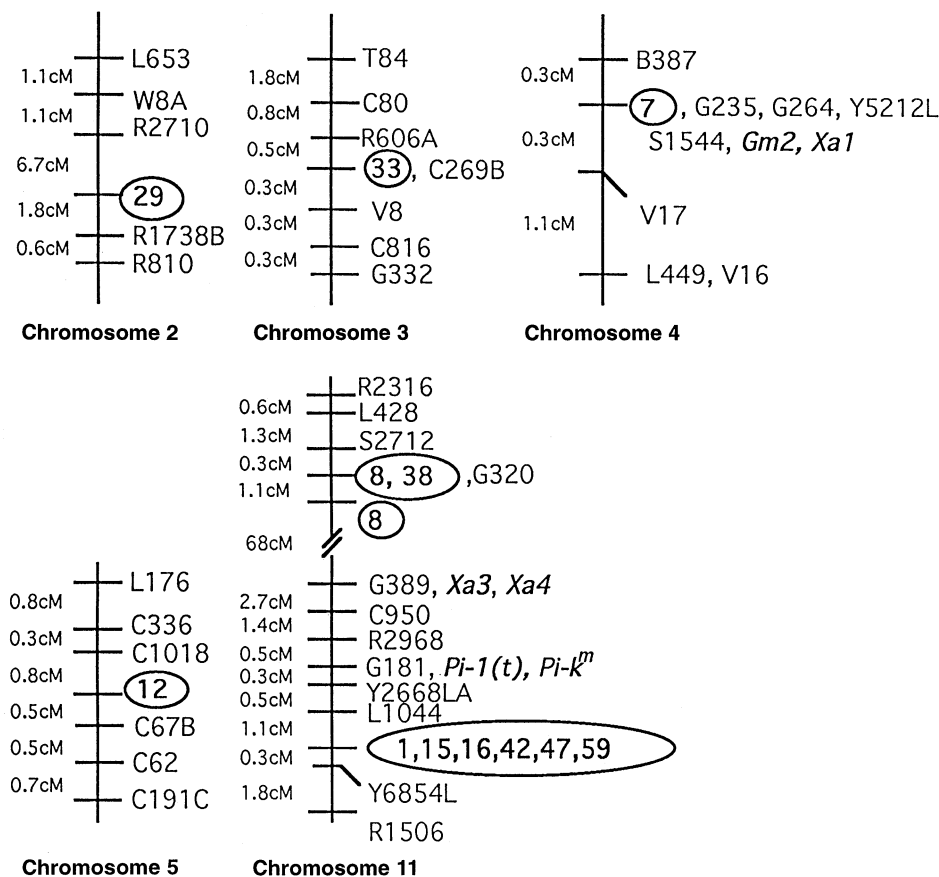 L653
1.1cM
W8A
1.1cM
R2710
6.7cM
29
1.8cM
R1738B
0.6cM
R810
Chromosome 2
T84
1.8cM
C80
0.8cM
R606A
0.5cM
33, C269B
0.3cM
V8
0.3cM
C816
0.3cM
G332
Chromosome 3
B387
0.3cM
7, G235, G264, Y5212L
0.3cM
S1544, Gm2, Xa1
V17
1.1cM
L449, V16
Chromosome 4
L176
0.8cM
C336
0.3cM
C1018
0.8cM
12
0.5cM
C67B
0.5cM
C62
0.7cM
C191C
Chromosome 5
R2316
0.6cM
L428
1.3cM
S2712
0.3cM
8, 38 ,G320
1.1cM
8
68cM
G389, Xa3, Xa4
2.7cM
C950
1.4cM
R2968
0.5cM
G181, Pi-1(t), Pi-k^m
0.3cM
Y2668LA
0.5cM
L1044
1.1cM
1,15,16,42,47,59
0.3cM
Y6854L
1.8cM
R1506
Chromosome 11